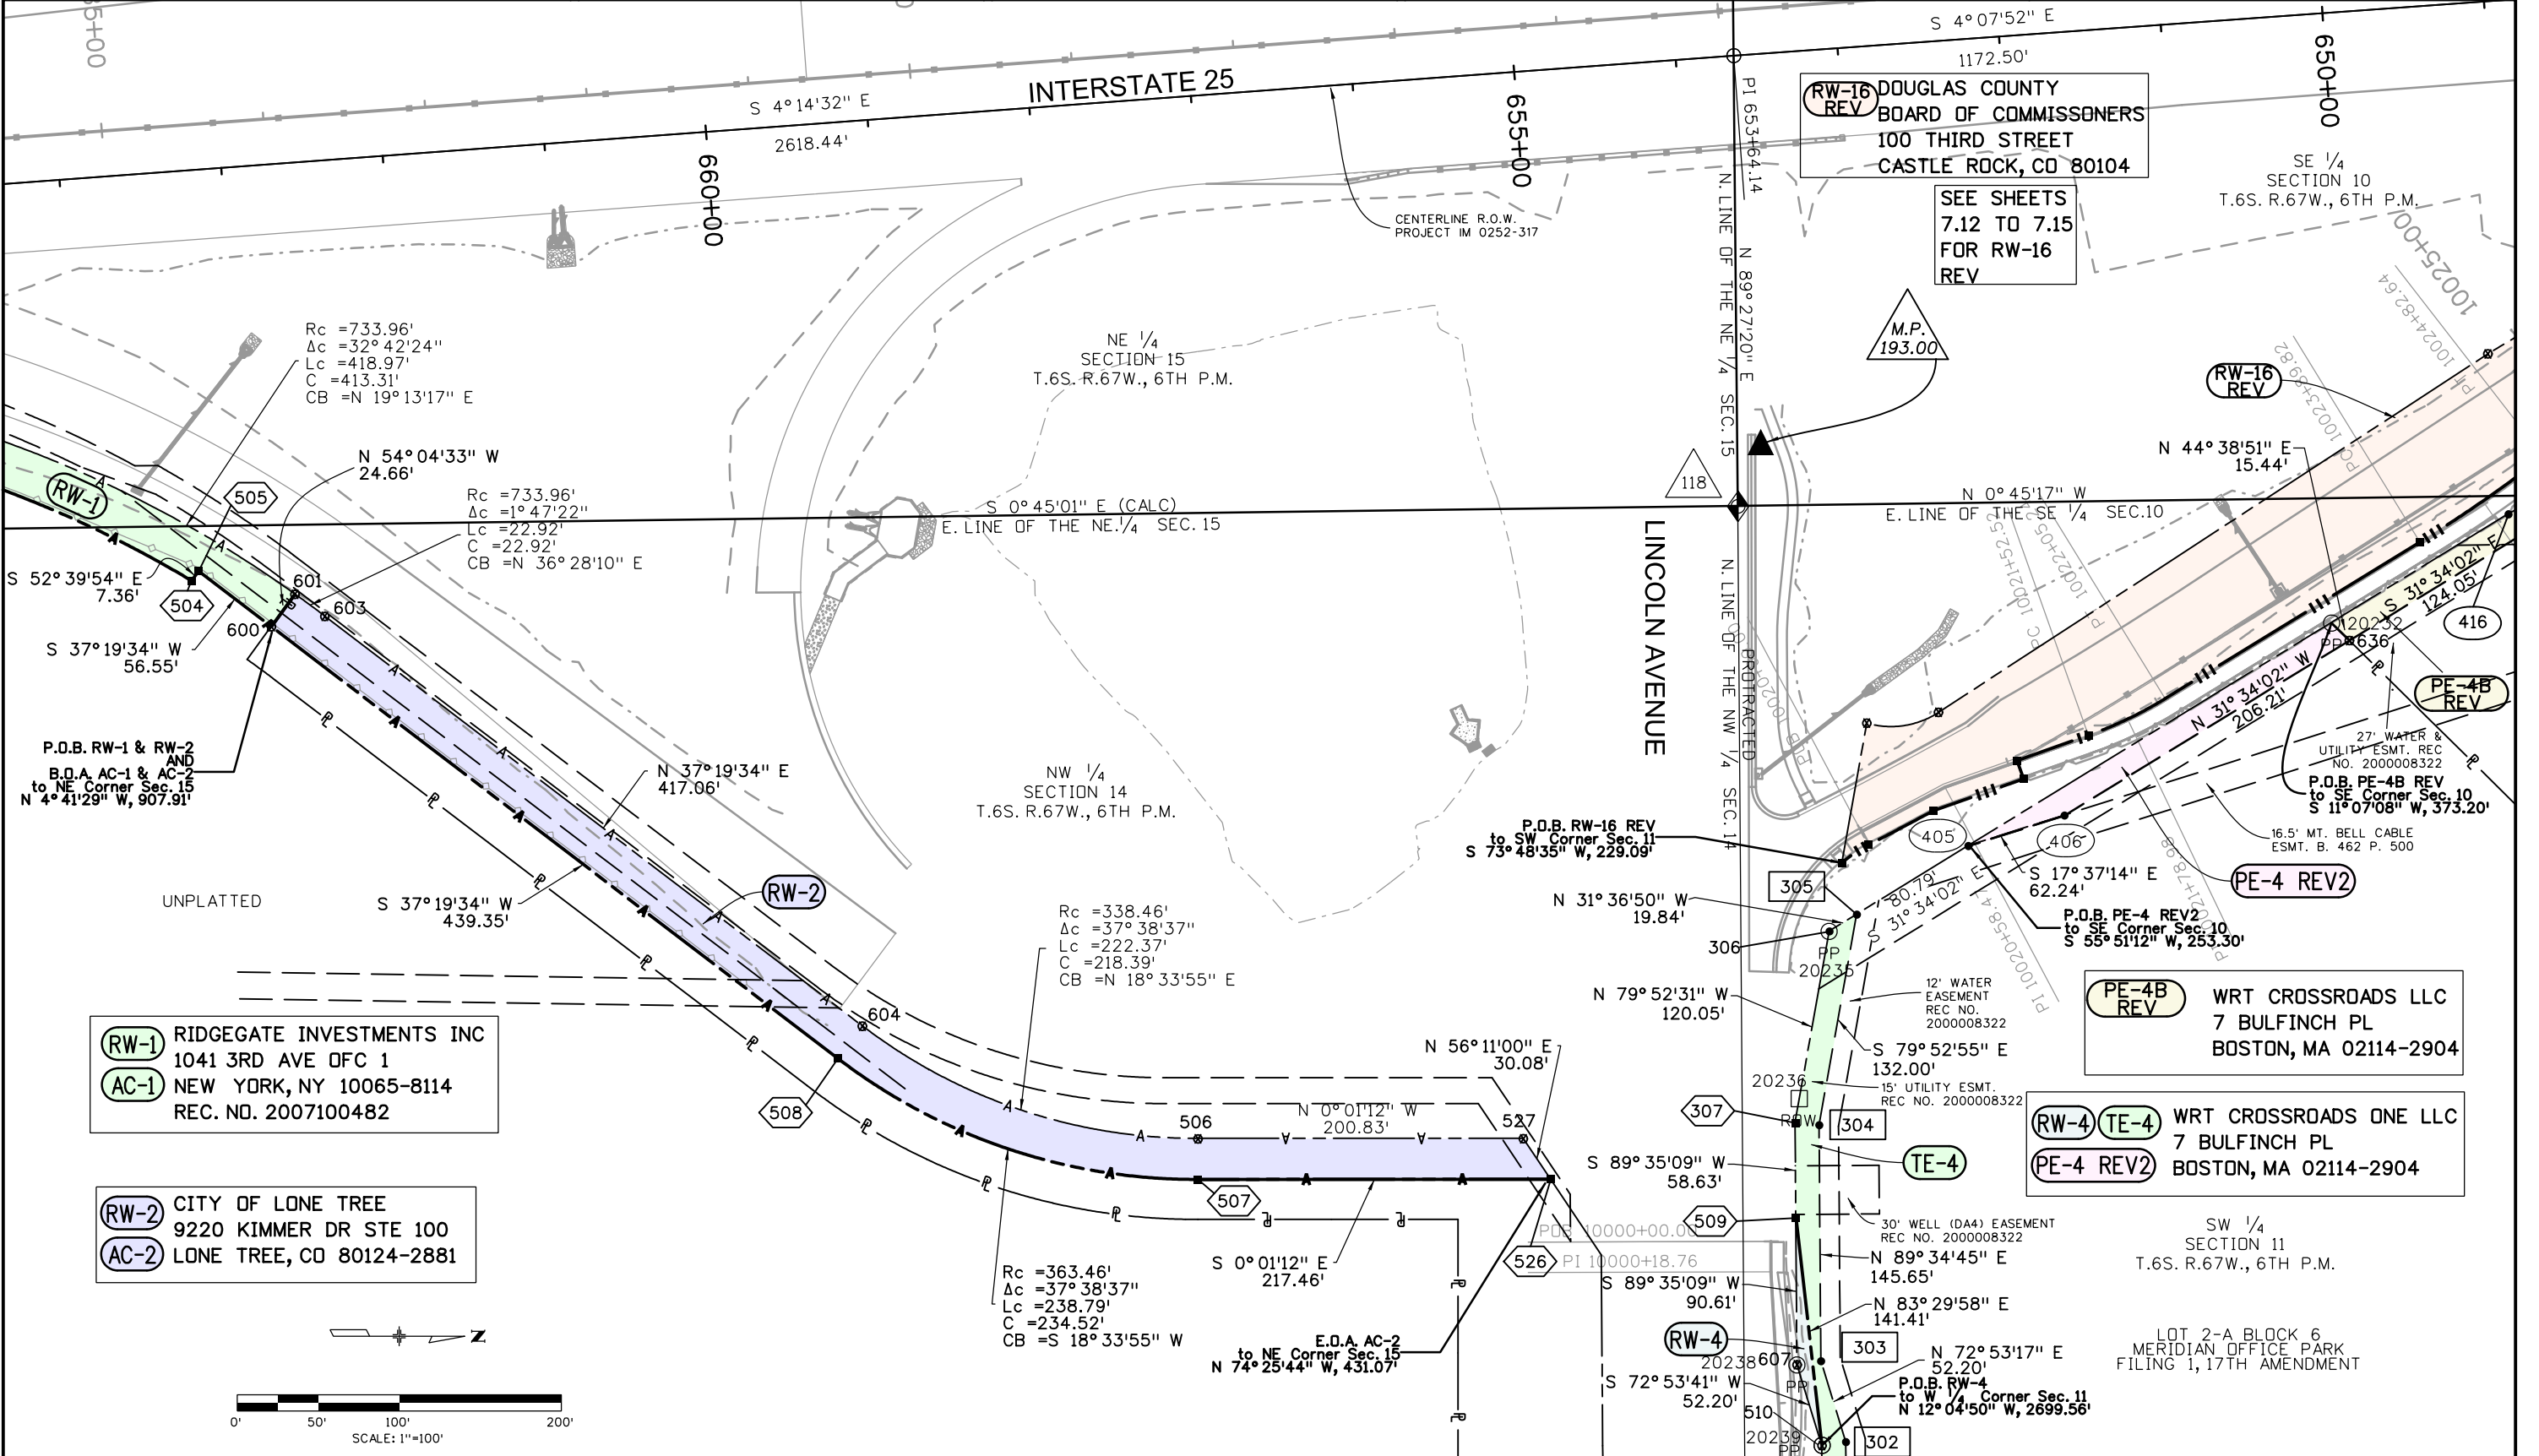 S 4°07'52" E
1172.50'
650+00
INTERSTATE 25
S 4°14'32" E
2618.44'
655+00
660+00
PI 653+64.14
RW-16
REV
DOUGLAS COUNTY
BOARD OF COMMISSONERS
100 THIRD STREET
CASTLE ROCK, CO 80104
SEE SHEETS
7.12 TO 7.15
FOR RW-16
REV
SE 1/4
SECTION 10
T.6S. R.67W., 6TH P.M.
10025+00
10024+82.64
CENTERLINE R.O.W.
PROJECT IM 0252-317
N. LINE OF THE NE 1/4 SEC. 15
N 89°27'20" E
M.P.
193.00
Rc =733.96'
Δc =32°42'24"
Lc =418.97'
C =413.31'
CB =N 19°13'17" E
NE 1/4
SECTION 15
T.6S. R.67W., 6TH P.M.
RW-16
REV
PC 10023+89.82
N 44°38'51" E
15.44'
N 54°04'33" W
24.66'
RW-1
505
Rc =733.96'
Δc =1°47'22"
Lc =22.92'
C =22.92'
CB =N 36°28'10" E
118
S 0°45'01" E (CALC)
E. LINE OF THE NE.1/4 SEC. 15
N 0°45'17" W
E. LINE OF THE SE 1/4 SEC.10
S 52°39'54" E
7.36'
504
601
603
600
S 37°19'34" W
56.55'
LINCOLN AVENUE
N. LINE OF THE NW 1/4 SEC. 14
PROTRACTED
PC 10021+52.52
S 31°34'02" E
124.05'
416
20232
PP
636
PE-4B
REV
N 31°34'02" W
206.21'
27' WATER &
UTILITY ESMT. REC
NO. 2000008322
P.O.B. PE-4B REV
to SE Corner Sec. 10
S 11°07'08" W, 373.20'
P.O.B. RW-1 & RW-2
AND
B.O.A. AC-1 & AC-2
to NE Corner Sec. 15
N 4°41'29" W, 907.91'
N 37°19'34" E
417.06'
NW 1/4
SECTION 14
T.6S. R.67W., 6TH P.M.
P.O.B. RW-16 REV
to SW Corner Sec. 11
S 73°48'35" W, 229.09'
405
406
16.5' MT. BELL CABLE
ESMT. B. 462 P. 500
PE-4 REV2
S 17°37'14" E
62.24'
305
80.79'
S 31°34'02" E
N 31°36'50" W
19.84'
306
PP
20235
P.O.B. PE-4 REV2
to SE Corner Sec. 10
S 55°51'12" W, 253.30'
10021+78.98
UNPLATTED
S 37°19'34" W
439.35'
RW-2
Rc =338.46'
Δc =37°38'37"
Lc =222.37'
C =218.39'
CB =N 18°33'55" E
N 79°52'31" W
120.05'
12' WATER
EASEMENT
REC NO.
2000008322
PE-4B
REV
WRT CROSSROADS LLC
7 BULFINCH PL
BOSTON, MA 02114-2904
604
RW-1
AC-1
RIDGEGATE INVESTMENTS INC
1041 3RD AVE OFC 1
NEW YORK, NY 10065-8114
REC. NO. 2007100482
508
N 56°11'00" E
30.08'
S 79°52'55" E
132.00'
20236
15' UTILITY ESMT.
REC NO. 2000008322
307
ROW
304
RW-4
TE-4
PE-4 REV2
WRT CROSSROADS ONE LLC
7 BULFINCH PL
BOSTON, MA 02114-2904
506
N 0°01'12" W
200.83'
527
TE-4
S 89°35'09" W
58.63'
RW-2
AC-2
CITY OF LONE TREE
9220 KIMMER DR STE 100
LONE TREE, CO 80124-2881
507
509
30' WELL (DA4) EASEMENT
REC NO. 2000008322
POB 10000+00.00
PI 10000+18.76
526
S 0°01'12" E
217.46'
N 89°34'45" E
145.65'
SW 1/4
SECTION 11
T.6S. R.67W., 6TH P.M.
Rc =363.46'
Δc =37°38'37"
Lc =238.79'
C =234.52'
CB =S 18°33'55" W
S 89°35'09" W
90.61'
N 83°29'58" E
141.41'
E.O.A. AC-2
to NE Corner Sec. 15
N 74°25'44" W, 431.07'
RW-4
20238
607
PP
303
N 72°53'17" E
52.20'
LOT 2-A BLOCK 6
MERIDIAN OFFICE PARK
FILING 1, 17TH AMENDMENT
S 72°53'41" W
52.20'
P.O.B. RW-4
to W 1/4 Corner Sec. 11
N 12°04'50" W, 2699.56'
510
20239
PP
302
N
0' 50' 100' 200'
SCALE: 1"=100'